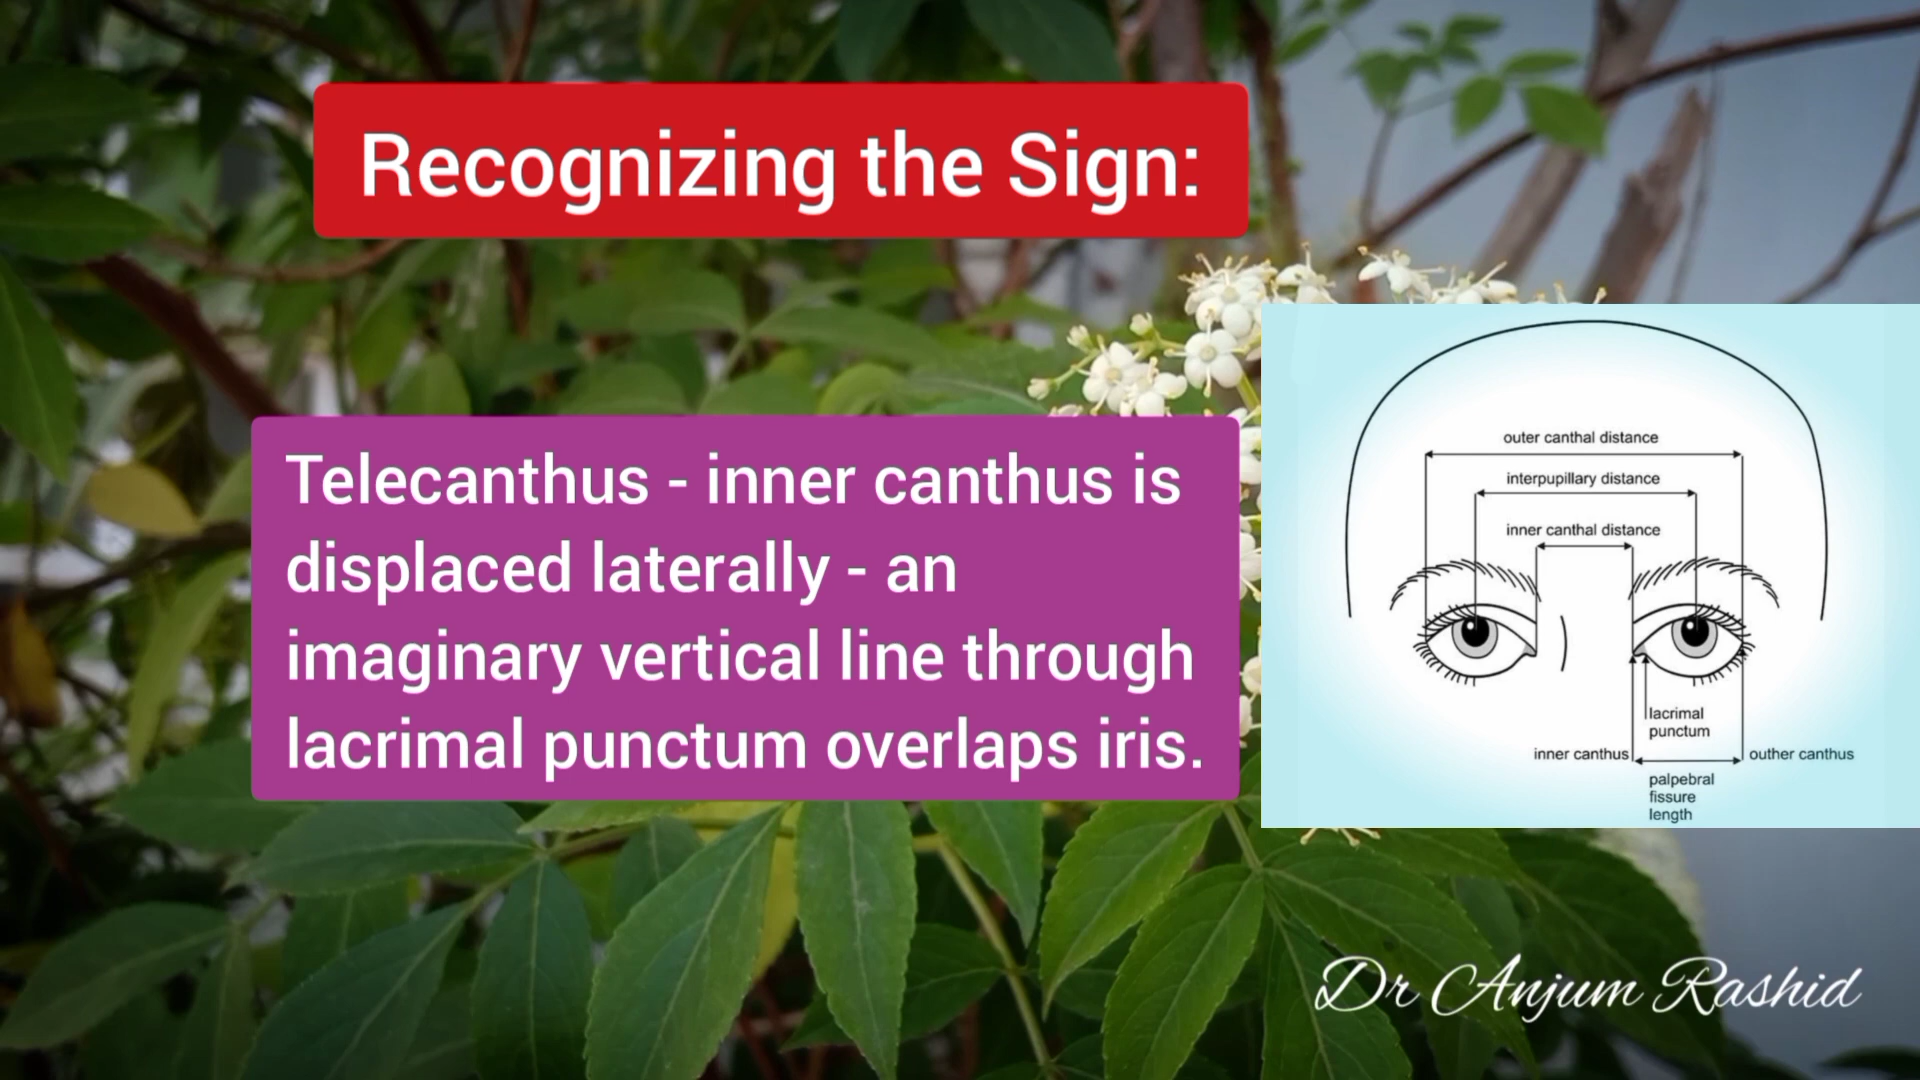 Recognizing the Sign:
Telecanthus - inner canthus is
displaced laterally - an
imaginary vertical line through
lacrimal punctum overlaps iris.
outer canthal distance
interpupillary distance
inner canthal distance
lacrimal
punctum
inner canthus
outher canthus
palpebral
fissure
length
Dr Anjum Rashid